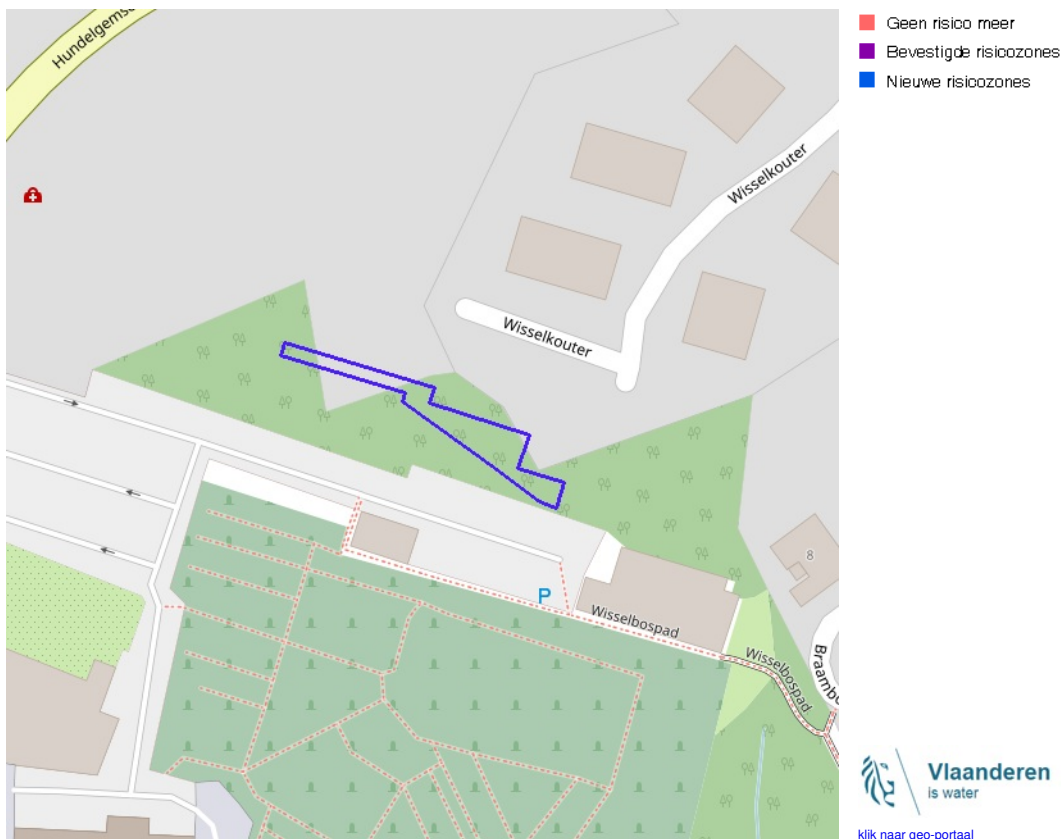 Hundelgems
Wisselkouter
Wisselkouter
8
P
Wisselbospad
Wisselbospad
Braambo
Geen risico meer
Bevestigde risicozones
Nieuwe risicozones
Vlaanderen
is water
klik naar geo-portaal